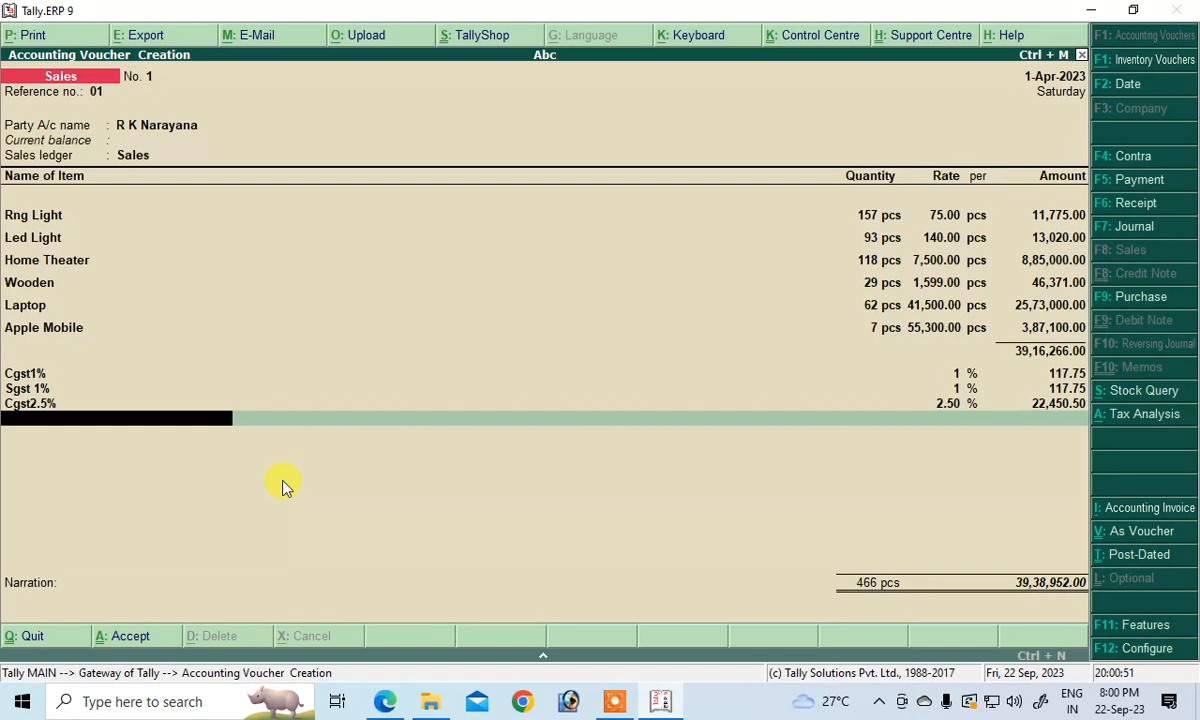 Tally.ERP 9
P: Print E: Export M: E-Mail O: Upload S: TallyShop G: Language K: Keyboard K: Control Centre H: Support Centre H: Help
Accounting Voucher Creation Abc Ctrl + M
Sales No. 1 1-Apr-2023
Reference no.: 01 Saturday
Party A/c name : R K Narayana
Current balance :
Sales ledger : Sales
Name of Item Quantity Rate per Amount
Rng Light 157 pcs 75.00 pcs 11,775.00
Led Light 93 pcs 140.00 pcs 13,020.00
Home Theater 118 pcs 7,500.00 pcs 8,85,000.00
Wooden 29 pcs 1,599.00 pcs 46,371.00
Laptop 62 pcs 41,500.00 pcs 25,73,000.00
Apple Mobile 7 pcs 55,300.00 pcs 3,87,100.00
39,16,266.00
Cgst1% 1 % 117.75
Sgst 1% 1 % 117.75
Cgst2.5% 2.50 % 22,450.50
Narration: 466 pcs 39,38,952.00
Q: Quit A: Accept D: Delete X: Cancel
Ctrl + N
Tally MAIN --> Gateway of Tally --> Accounting Voucher Creation (c) Tally Solutions Pvt. Ltd., 1988-2017 Fri, 22 Sep, 2023 20:00:51
F1: Accounting Vouchers
F1: Inventory Vouchers
F2: Date
F3: Company
F4: Contra
F5: Payment
F6: Receipt
F7: Journal
F8: Sales
F8: Credit Note
F9: Purchase
F9: Debit Note
F10: Reversing Journal
F10: Memos
S: Stock Query
A: Tax Analysis
I: Accounting Invoice
V: As Voucher
T: Post-Dated
L: Optional
F11: Features
F12: Configure
Type here to search 27°C ENG 8:00 PM
IN 22-Sep-23